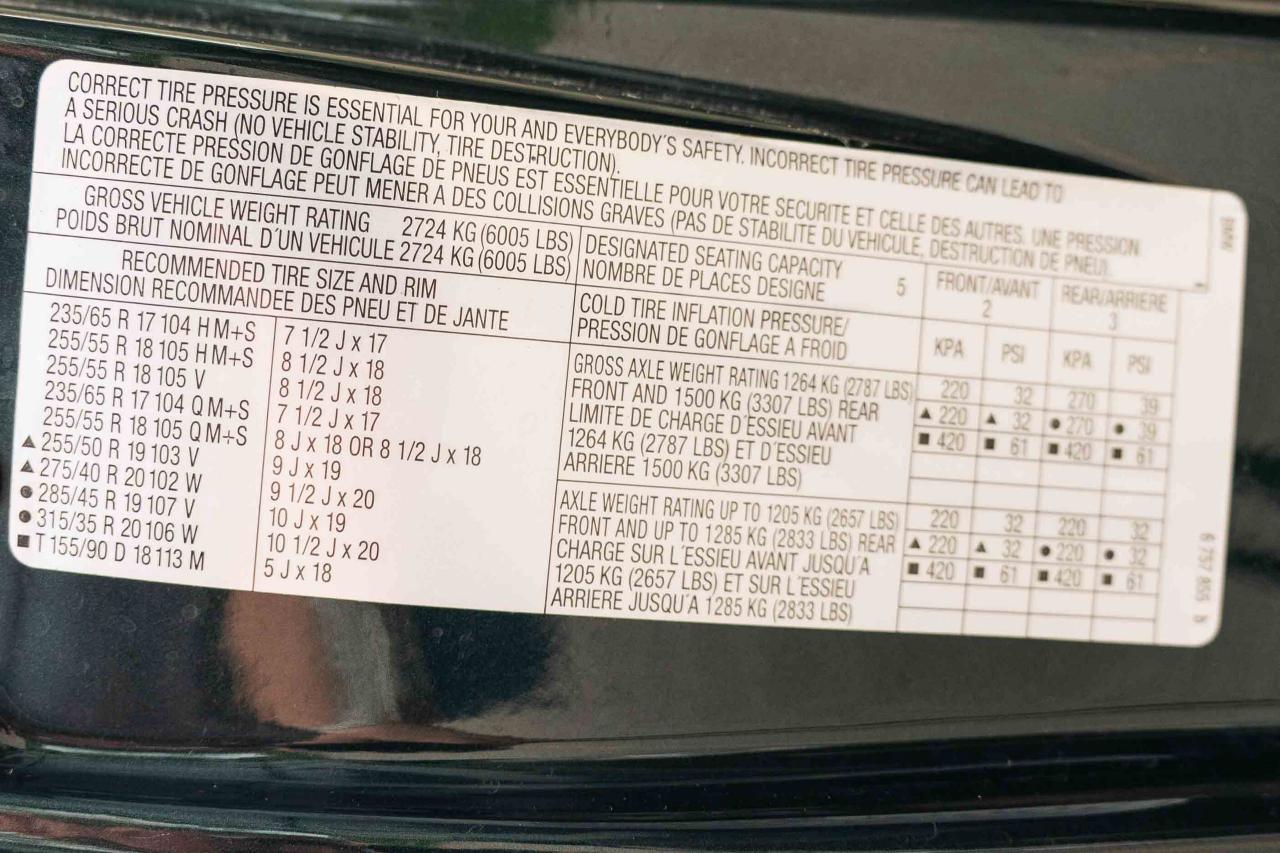 CORRECT TIRE PRESSURE IS ESSENTIAL FOR YOUR AND EVERYBODY´S SAFETY. INCORRECT TIRE PRESSURE CAN LEAD TO
A SERIOUS CRASH (NO VEHICLE STABILITY, TIRE DESTRUCTION).
LA CORRECTE PRESSION DE GONFLAGE DE PNEUS EST ESSENTIELLE POUR VOTRE SECURITE ET CELLE DES AUTRES. UNE PRESSION
INCORRECTE DE GONFLAGE PEUT MENER A DES COLLISIONS GRAVES (PAS DE STABILITE DU VEHICULE, DESTRUCTION DE PNEU).
BMW
GROSS VEHICLE WEIGHT RATING 2724 KG (6005 LBS)
POIDS BRUT NOMINAL D´UN VEHICULE 2724 KG (6005 LBS)
DESIGNATED SEATING CAPACITY
NOMBRE DE PLACES DESIGNE 5
FRONT/AVANT
2
REAR/ARRIERE
3
RECOMMENDED TIRE SIZE AND RIM
DIMENSION RECOMMANDEE DES PNEU ET DE JANTE
COLD TIRE INFLATION PRESSURE/
PRESSION DE GONFLAGE A FROID
KPA PSI KPA PSI
235/65 R 17 104 H M+S 7 1/2 J x 17
255/55 R 18 105 H M+S 8 1/2 J x 18
255/55 R 18 105 V 8 1/2 J x 18
235/65 R 17 104 Q M+S 7 1/2 J x 17
255/55 R 18 105 Q M+S 8 J x 18 OR 8 1/2 J x 18
▲ 255/50 R 19 103 V 9 J x 19
▲ 275/40 R 20 102 W 9 1/2 J x 20
● 285/45 R 19 107 V 10 J x 19
● 315/35 R 20 106 W 10 1/2 J x 20
■ T 155/90 D 18 113 M 5 J x 18
GROSS AXLE WEIGHT RATING 1264 KG (2787 LBS)
FRONT AND 1500 KG (3307 LBS) REAR
LIMITE DE CHARGE D´ESSIEU AVANT
1264 KG (2787 LBS) ET D´ESSIEU
ARRIERE 1500 KG (3307 LBS)
220 32 270 39
▲ 220 ▲ 32 ● 270 ● 39
■ 420 ■ 61 ■ 420 ■ 61
AXLE WEIGHT RATING UP TO 1205 KG (2657 LBS)
FRONT AND UP TO 1285 KG (2833 LBS) REAR
CHARGE SUR L´ESSIEU AVANT JUSQU´A
1205 KG (2657 LBS) ET SUR L´ESSIEU
ARRIERE JUSQU´A 1285 KG (2833 LBS)
220 32 220 32
▲ 220 ▲ 32 ● 220 ● 32
■ 420 ■ 61 ■ 420 ■ 61
6 757 855 b